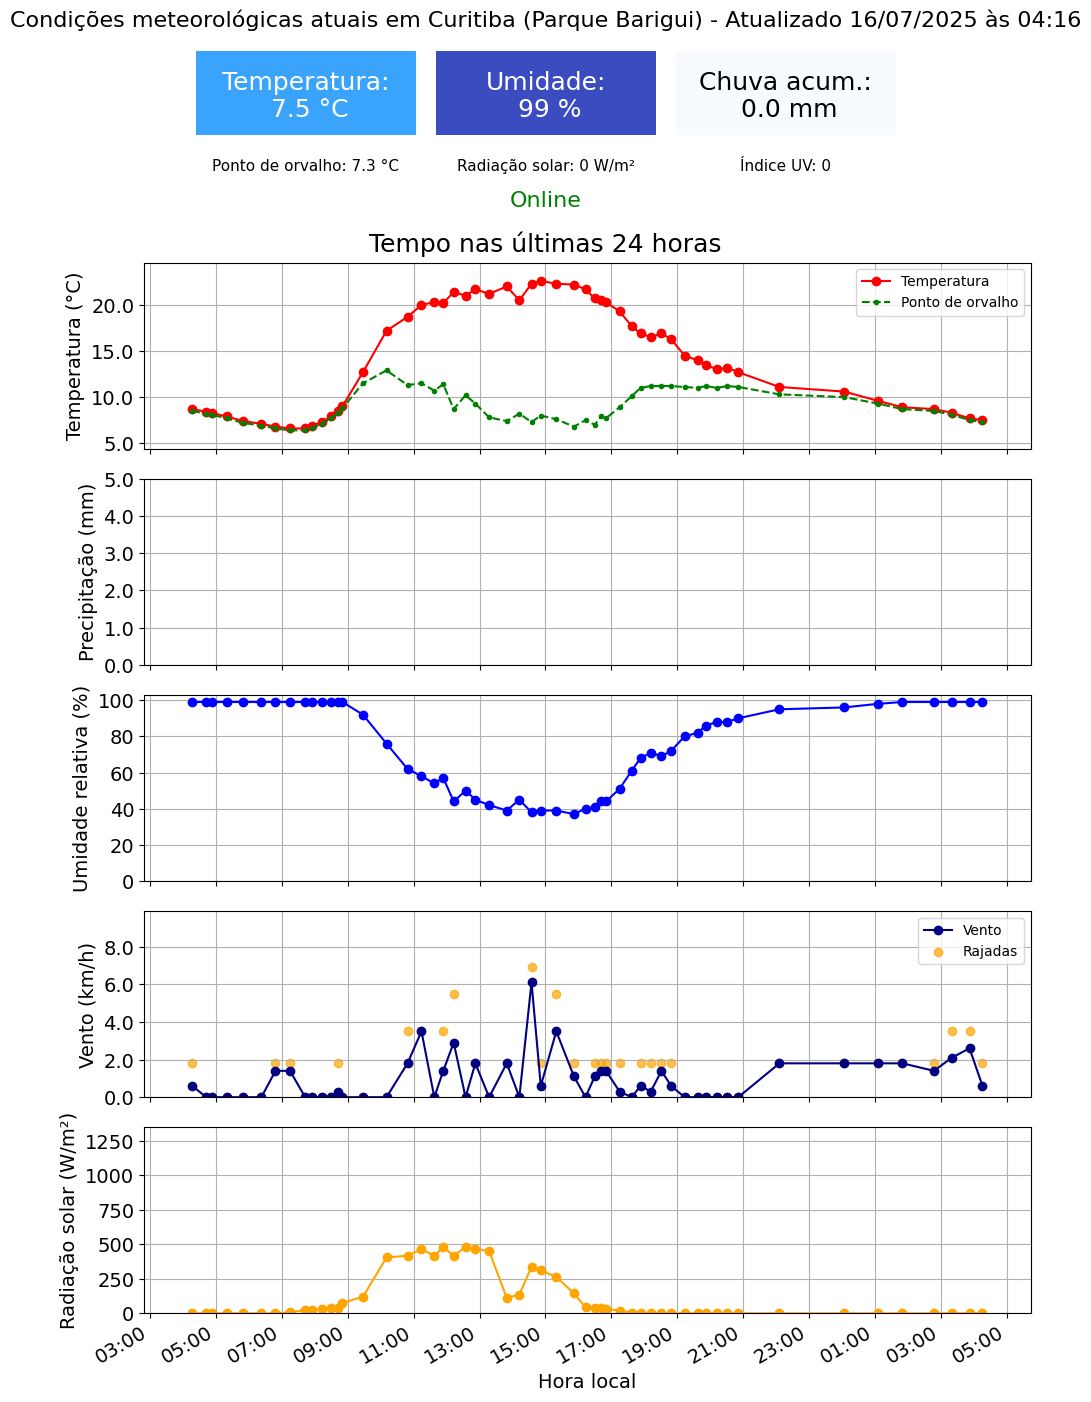 Condições meteorológicas atuais em Curitiba (Parque Barigui) - Atualizado 16/07/2025 às 04:16
Temperatura:
7.5 °C
Umidade:
99 %
Chuva acum.:
0.0 mm
Ponto de orvalho: 7.3 °C
Radiação solar: 0 W/m²
Índice UV: 0
Online
Tempo nas últimas 24 horas
Temperatura (°C)
20.0
15.0
10.0
5.0
Temperatura
Ponto de orvalho
Precipitação (mm)
5.0
4.0
3.0
2.0
1.0
0.0
Umidade relativa (%)
100
80
60
40
20
0
Vento (km/h)
8.0
6.0
4.0
2.0
0.0
Vento
Rajadas
Radiação solar (W/m²)
1250
1000
750
500
250
0
03:00
05:00
07:00
09:00
11:00
13:00
15:00
17:00
19:00
21:00
23:00
01:00
03:00
05:00
Hora local